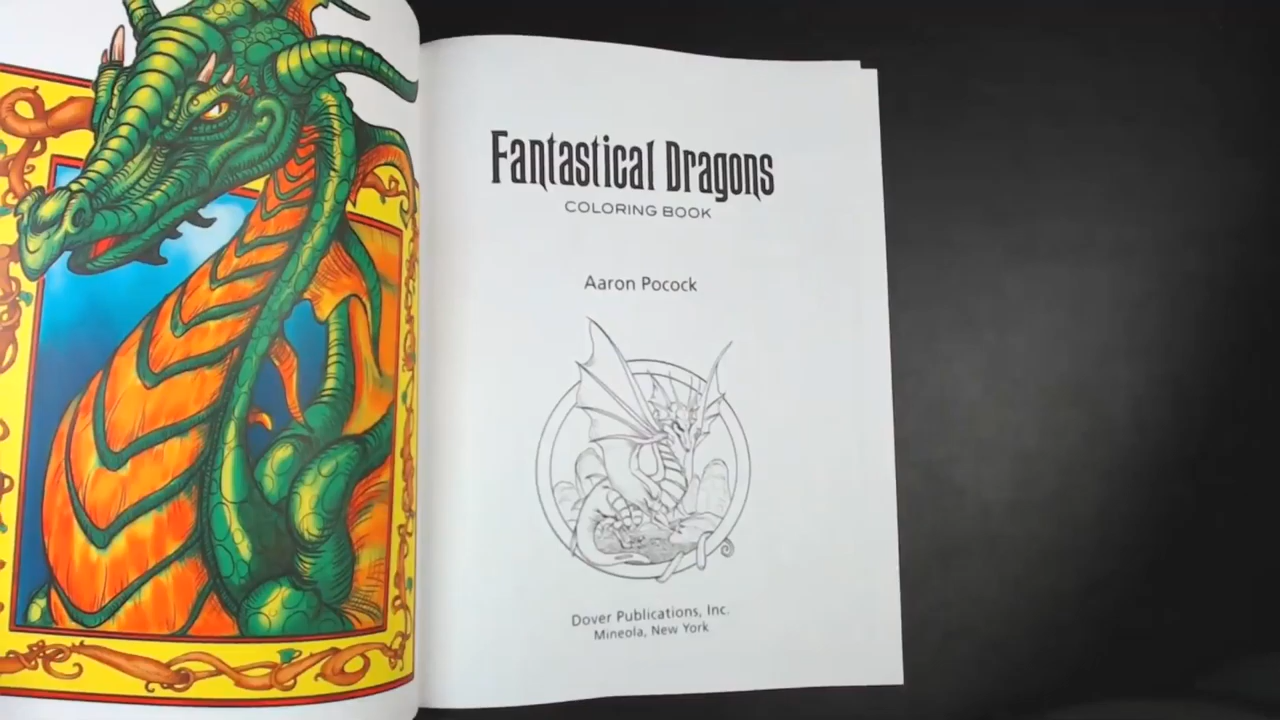 Fantastical Dragons
COLORING BOOK
Aaron Pocock
Dover Publications, Inc.
Mineola, New York